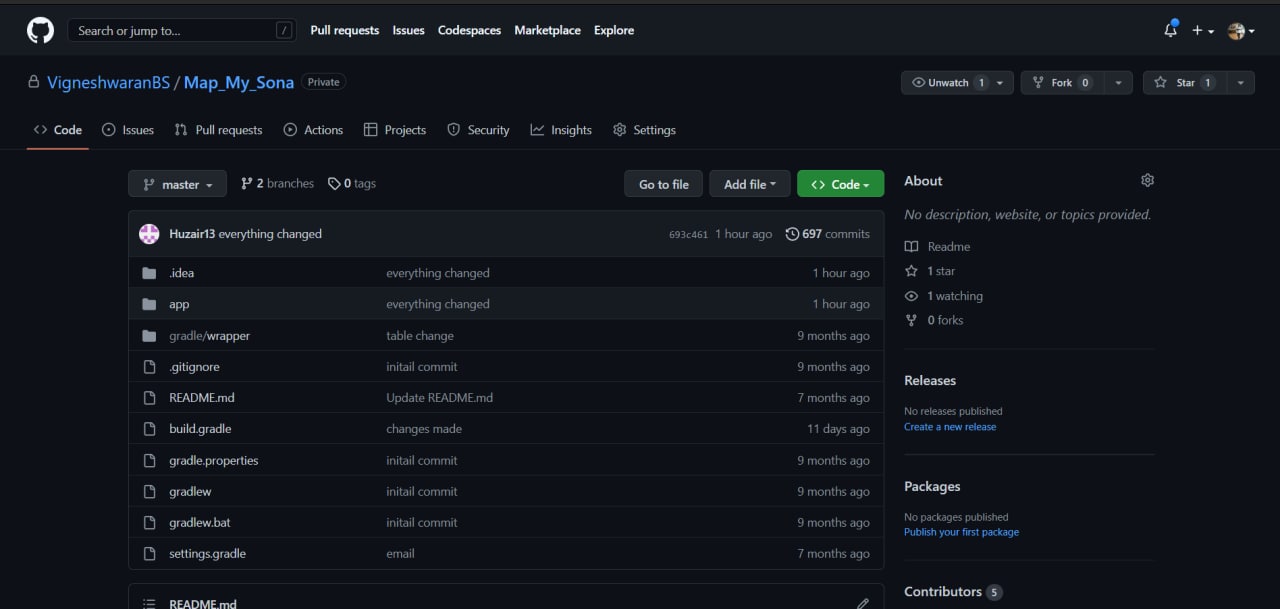 Search or jump to... / Pull requests Issues Codespaces Marketplace Explore
VigneshwaranBS / Map_My_Sona Private Unwatch 1 Fork 0 Star 1
Code Issues Pull requests Actions Projects Security Insights Settings
master 2 branches 0 tags Go to file Add file Code
Huzair13 everything changed 693c461 1 hour ago 697 commits
.idea everything changed 1 hour ago
app everything changed 1 hour ago
gradle/wrapper table change 9 months ago
.gitignore initail commit 9 months ago
README.md Update README.md 7 months ago
build.gradle changes made 11 days ago
gradle.properties initail commit 9 months ago
gradlew initail commit 9 months ago
gradlew.bat initail commit 9 months ago
settings.gradle email 7 months ago
README.md
About
No description, website, or topics provided.
Readme
1 star
1 watching
0 forks
Releases
No releases published
Create a new release
Packages
No packages published
Publish your first package
Contributors 5